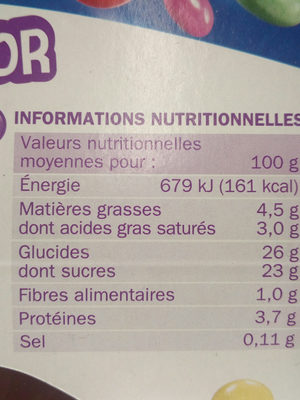 OR
INFORMATIONS NUTRITIONNELLES
Valeurs nutritionnelles
moyennes pour : 100 g
Énergie 679 kJ (161 kcal)
Matières grasses 4,5 g
dont acides gras saturés 3,0 g
Glucides 26 g
dont sucres 23 g
Fibres alimentaires 1,0 g
Protéines 3,7 g
Sel 0,11 g